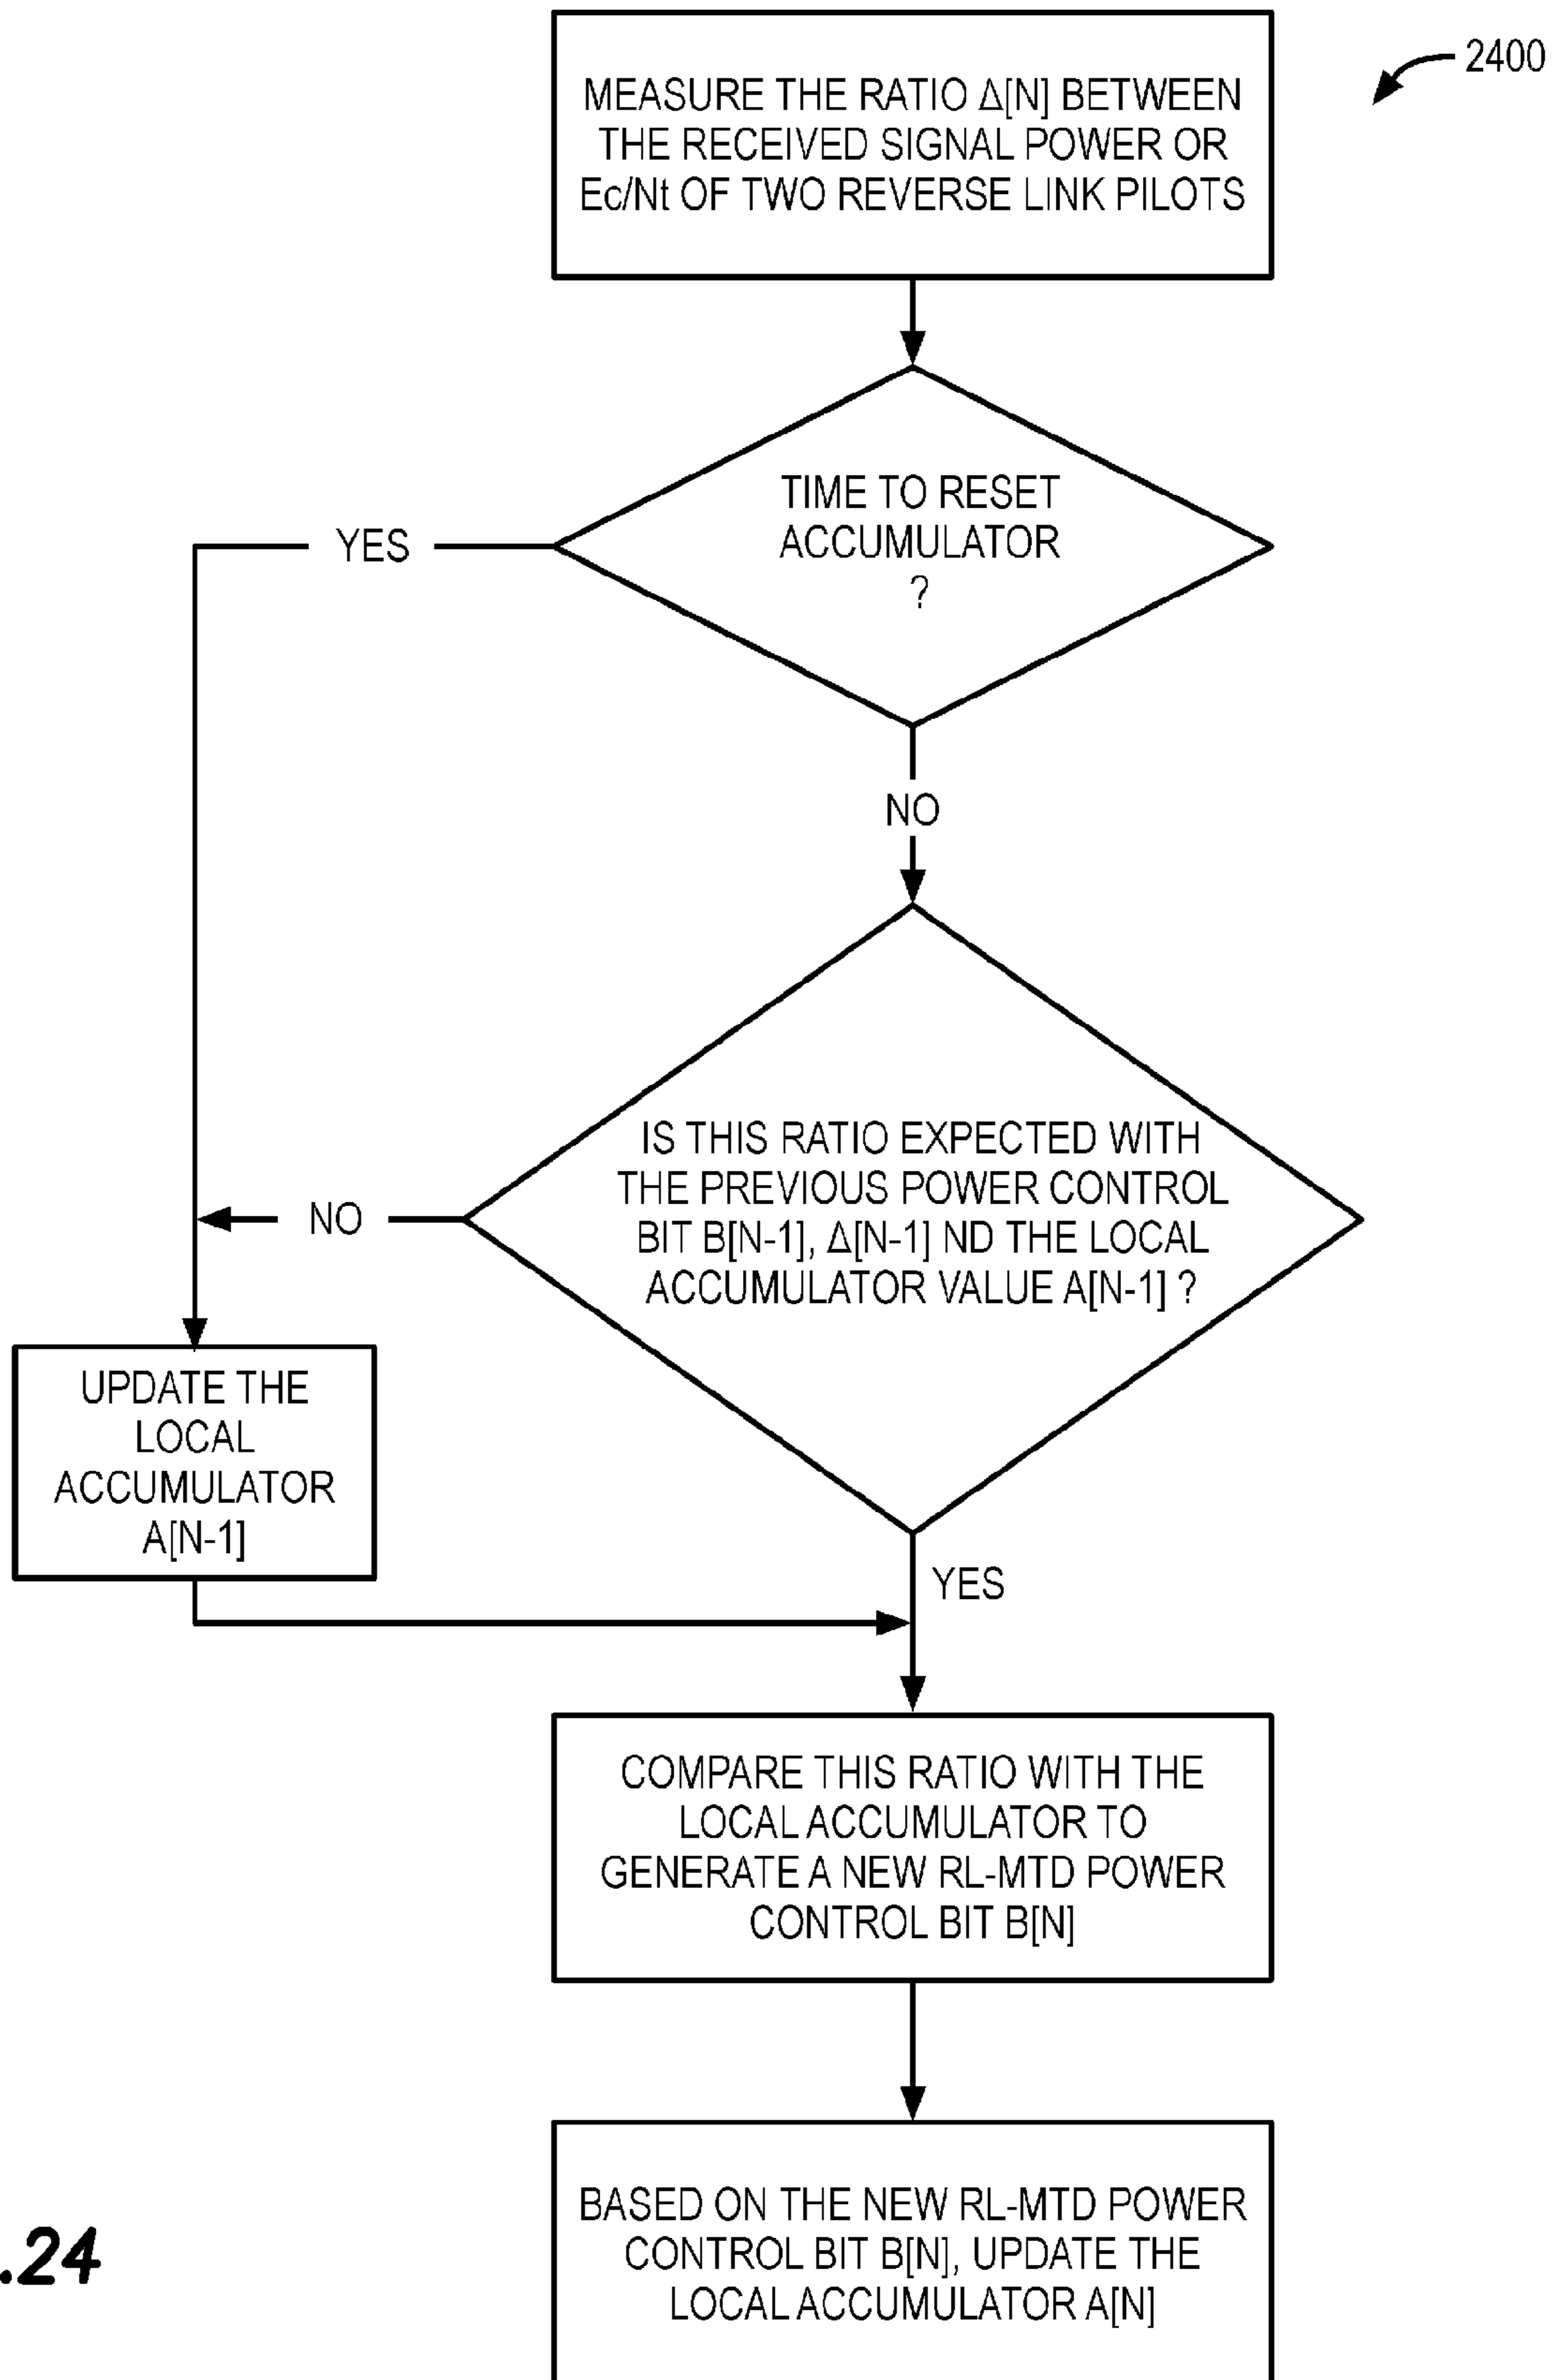 2400
MEASURE THE RATIO Δ[N] BETWEEN
THE RECEIVED SIGNAL POWER OR
Ec/Nt OF TWO REVERSE LINK PILOTS
TIME TO RESET
ACCUMULATOR
?
YES
NO
IS THIS RATIO EXPECTED WITH
THE PREVIOUS POWER CONTROL
BIT B[N-1], Δ[N-1] ND THE LOCAL
ACCUMULATOR VALUE A[N-1] ?
NO
UPDATE THE
LOCAL
ACCUMULATOR
A[N-1]
YES
COMPARE THIS RATIO WITH THE
LOCAL ACCUMULATOR TO
GENERATE A NEW RL-MTD POWER
CONTROL BIT B[N]
BASED ON THE NEW RL-MTD POWER
CONTROL BIT B[N], UPDATE THE
LOCAL ACCUMULATOR A[N]
.24